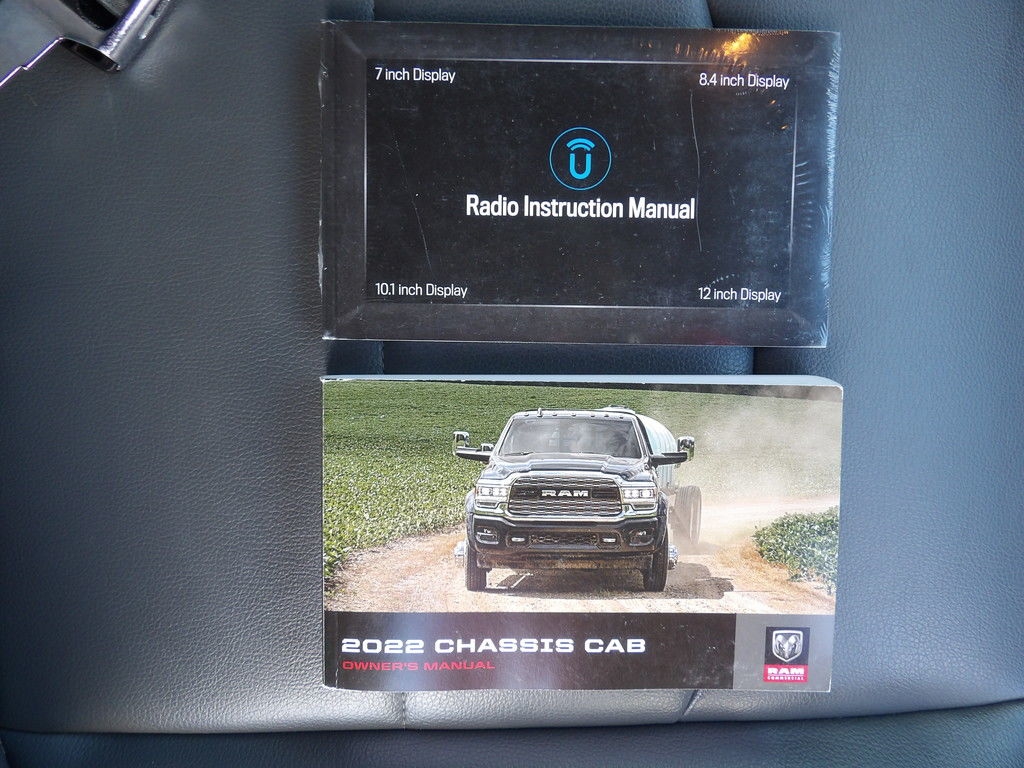 7 inch Display
8.4 inch Display
U
Radio Instruction Manual
10.1 inch Display
12 inch Display
RAM
2022 CHASSIS CAB
OWNER'S MANUAL
RAM
COMMERCIAL